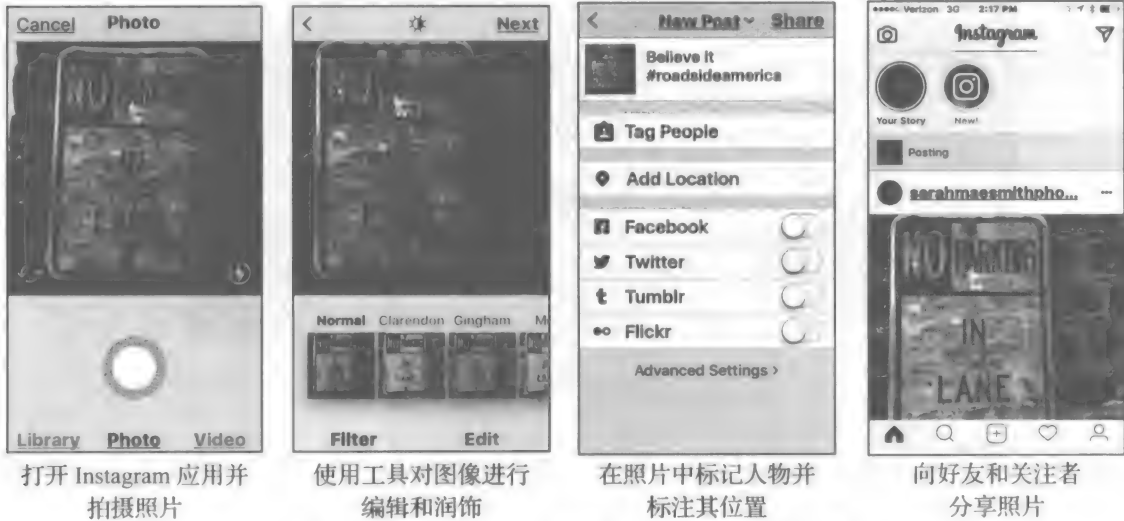 Cancel Photo
Library Photo Video
打开 Instagram 应用并
拍摄照片
< Next
Normal Clarendon Gingham
Filter Edit
使用工具对图像进行
编辑和润饰
< New Post Share
Believe it
#roadsideamerica
Tag People
Add Location
Facebook
Twitter
Tumblr
Flickr
Advanced Settings >
在照片中标记人物并
标注其位置
Verizon 3G 2:17 PM
Instagram
Your Story New!
Posting
sarahmaesmithpho... ...
NO PARKING
IN
LANE
向好友和关注者
分享照片